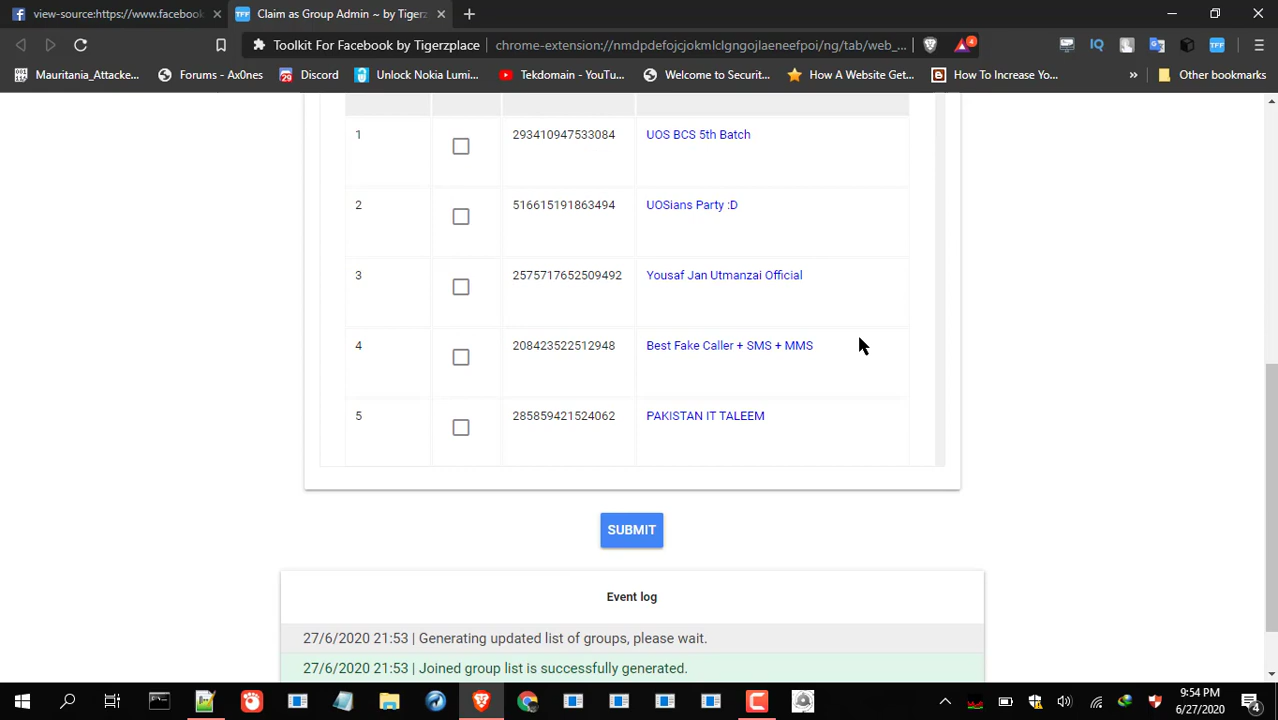 view-source:https://www.facebook
Claim as Group Admin ~ by Tigerz
Toolkit For Facebook by Tigerzplace
chrome-extension://nmdpdefojcjokmlclgngojlaeneefpoi/ng/tab/web_...
Mauritania_Attacke...
Forums - Ax0nes
Discord
Unlock Nokia Lumi...
Tekdomain - YouTu...
Welcome to Securit...
How A Website Get...
How To Increase Yo...
Other bookmarks
1 293410947533084 UOS BCS 5th Batch
2 516615191863494 UOSians Party :D
3 2575717652509492 Yousaf Jan Utmanzai Official
4 208423522512948 Best Fake Caller + SMS + MMS
5 285859421524062 PAKISTAN IT TALEEM
SUBMIT
Event log
27/6/2020 21:53 | Generating updated list of groups, please wait.
27/6/2020 21:53 | Joined group list is successfully generated.
9:54 PM
6/27/2020